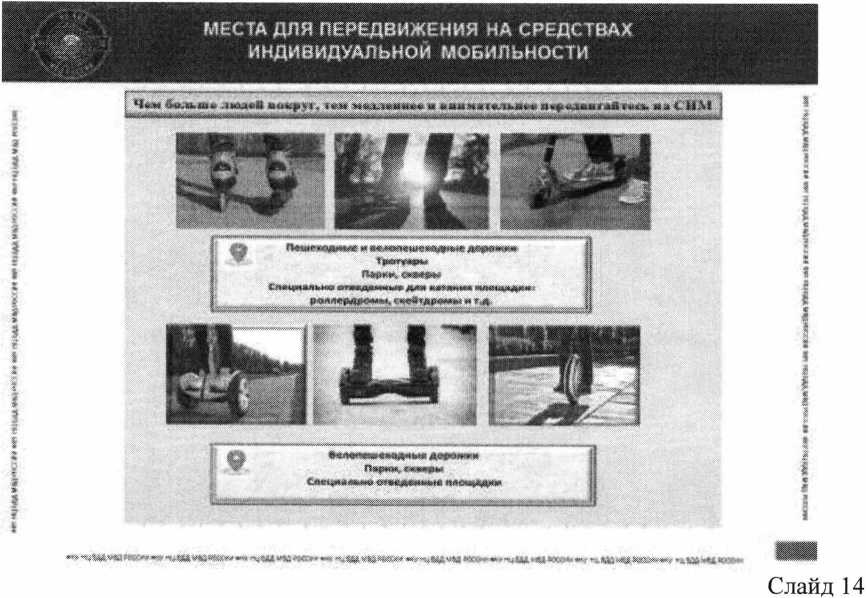 МЕСТА ДЛЯ ПЕРЕДВИЖЕНИЯ НА СРЕДСТВАХ
ИНДИВИДУАЛЬНОЙ МОБИЛЬНОСТИ
Чем больше людей вокруг, тем медленнее и внимательнее передвигайтесь на СИМ
Пешеходные и велопешеходные дорожки
Тротуары
Парки, скверы
Специально отведенные для катания площадки:
роллердромы, скейтдромы и т.д.
Велопешеходные дорожки
Парки, скверы
Специально отведенные площадки
Слайд 14